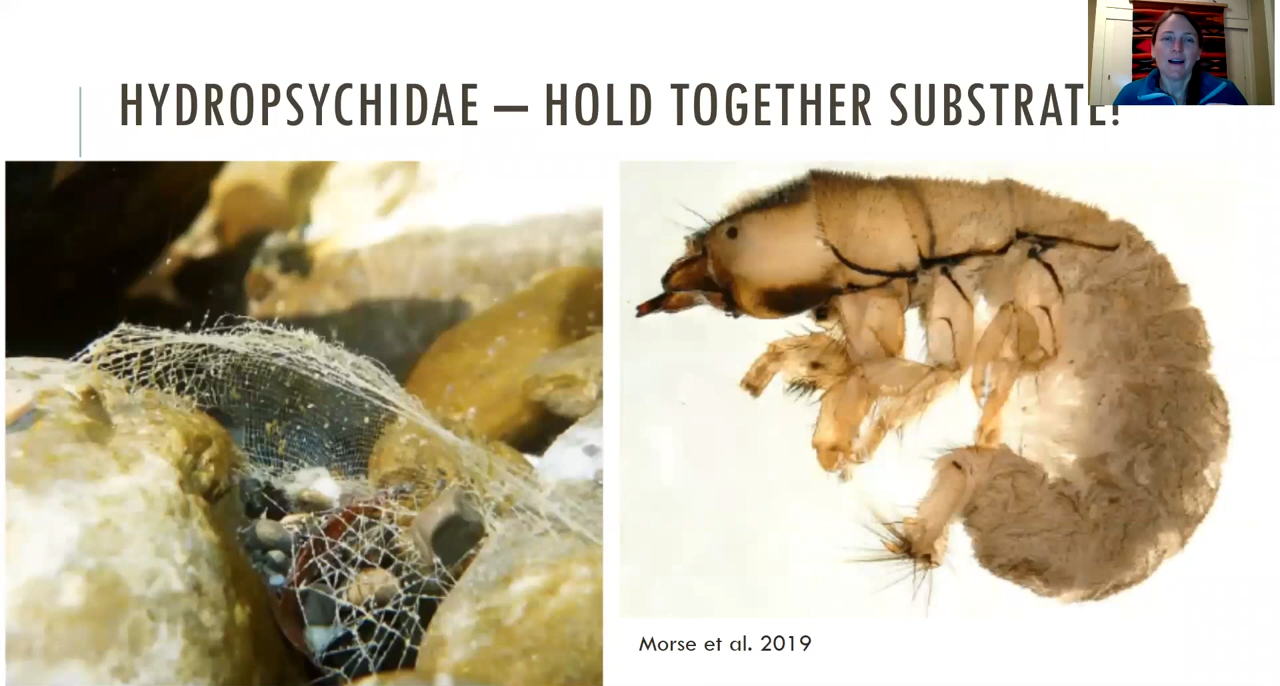 HYDROPSYCHIDAE – HOLD TOGETHER SUBSTRATE!
Morse et al. 2019